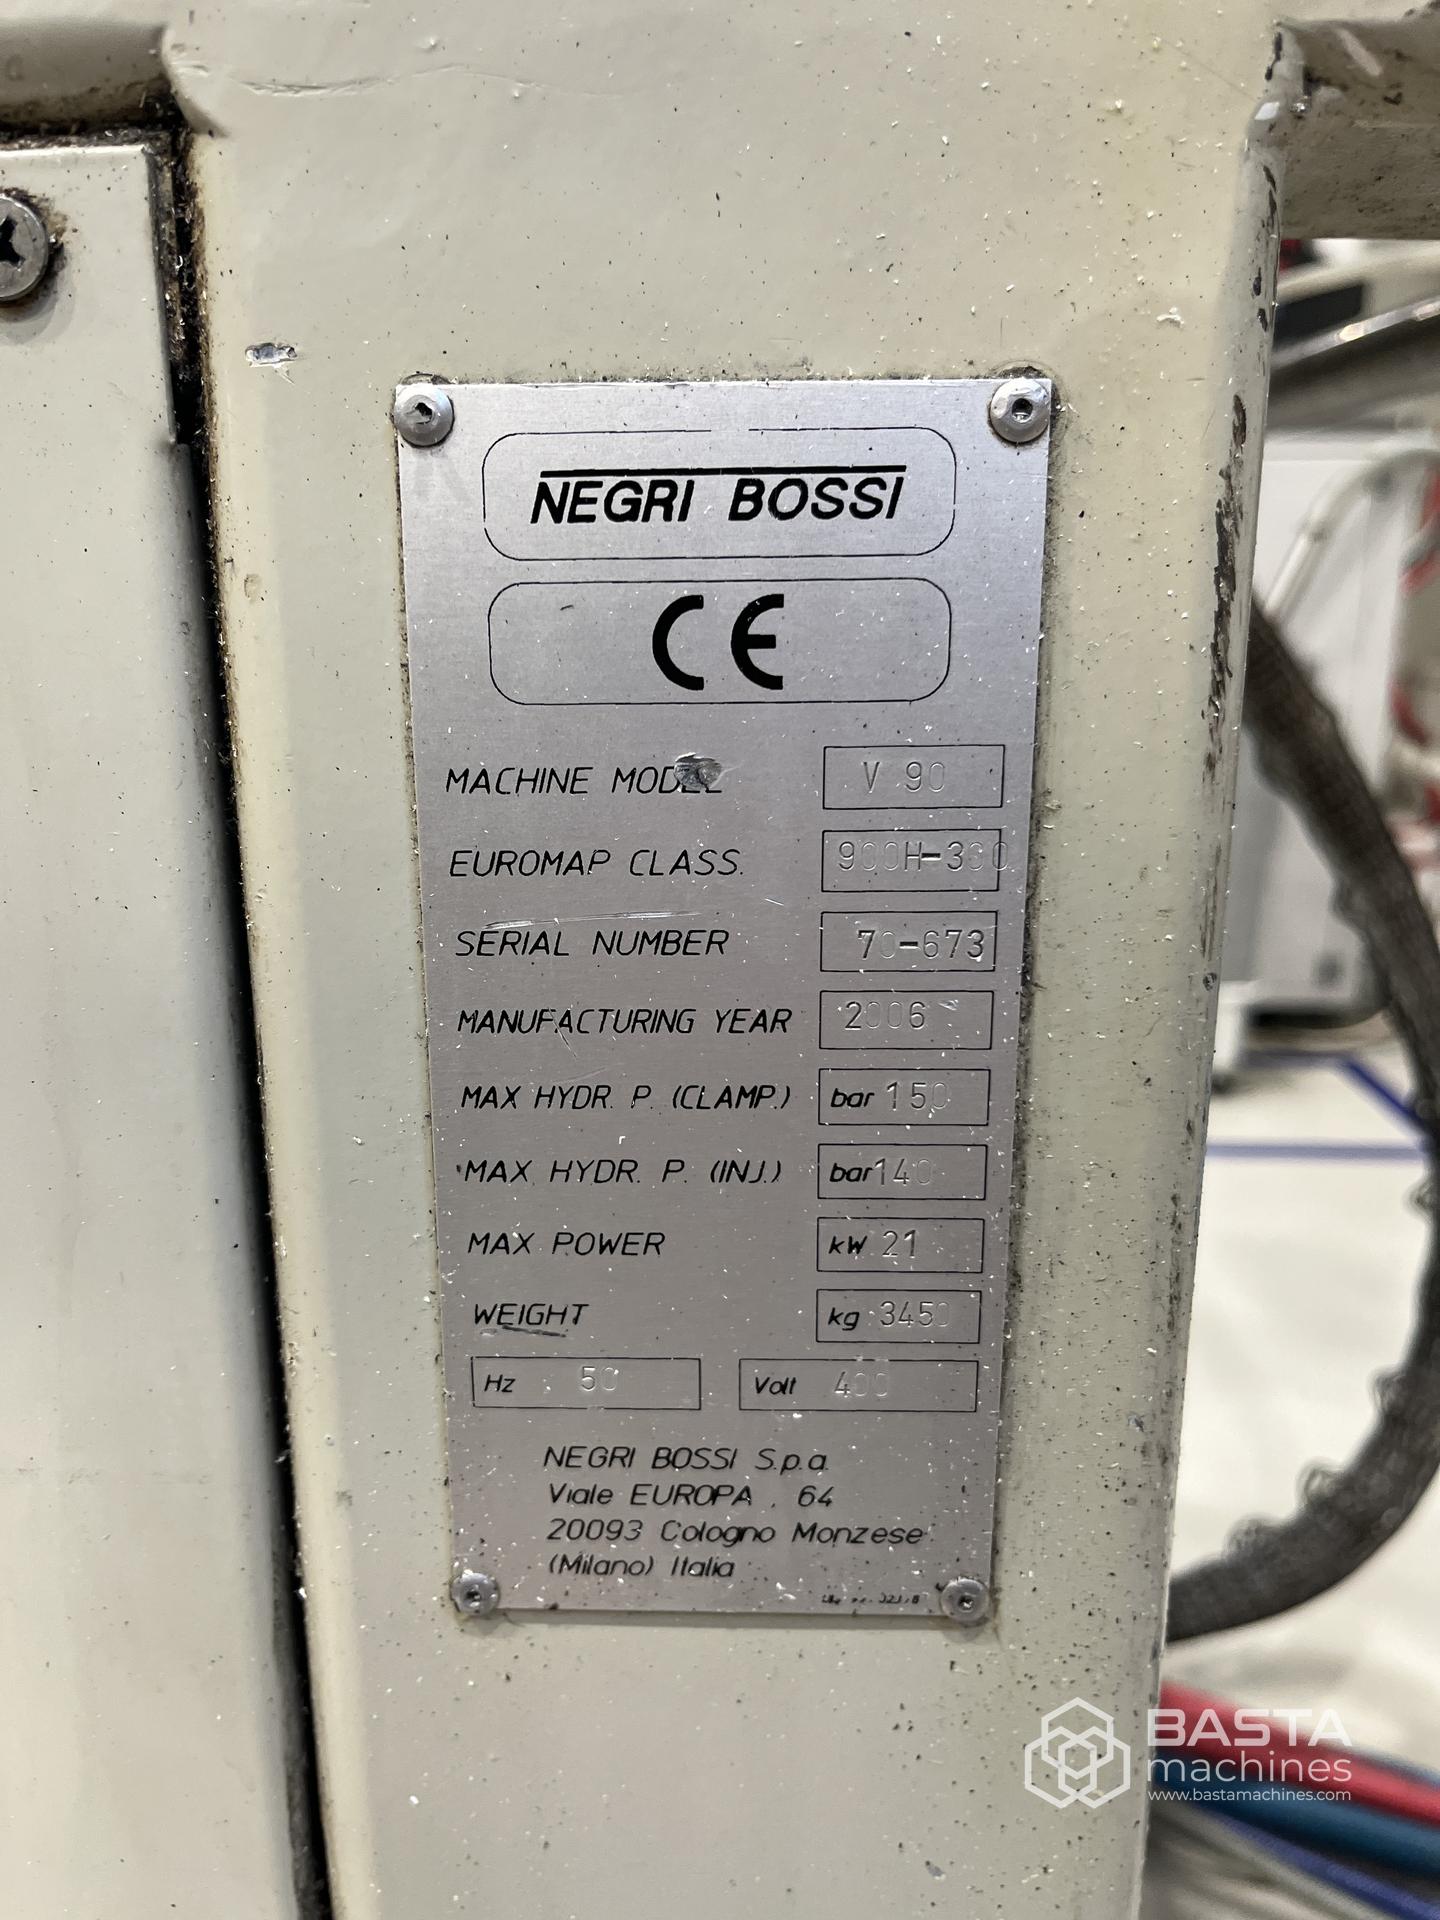 NEGRI BOSSI
CE
MACHINE MODEL V 90
EUROMAP CLASS. 900H-300
SERIAL NUMBER 70-673
MANUFACTURING YEAR 2006
MAX HYDR. P. (CLAMP.) bar 150
MAX HYDR. P. (INJ.) bar 140
MAX POWER kW 21
WEIGHT kg 3450
Hz 50 Volt 400
NEGRI BOSSI S.p.a.
Viale EUROPA , 64
20093 Cologno Monzese
(Milano) Italia
BASTA
machines
www.bastamachines.com